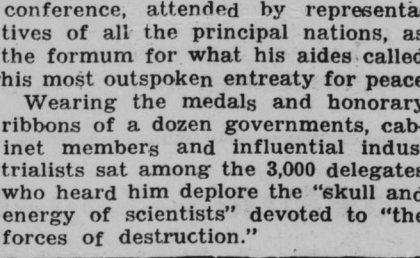 conference, attended by representa
tives of all the principal nations, as
the formum for what his aides called
his most outspoken entreaty for peace
Wearing the medals and honorary
ribbons of a dozen governments, cab-
inet members and influential indus
trialists sat among the 3,000 delegates
who heard him deplore the "skull and
energy of scientists" devoted to "the
forces of destruction."